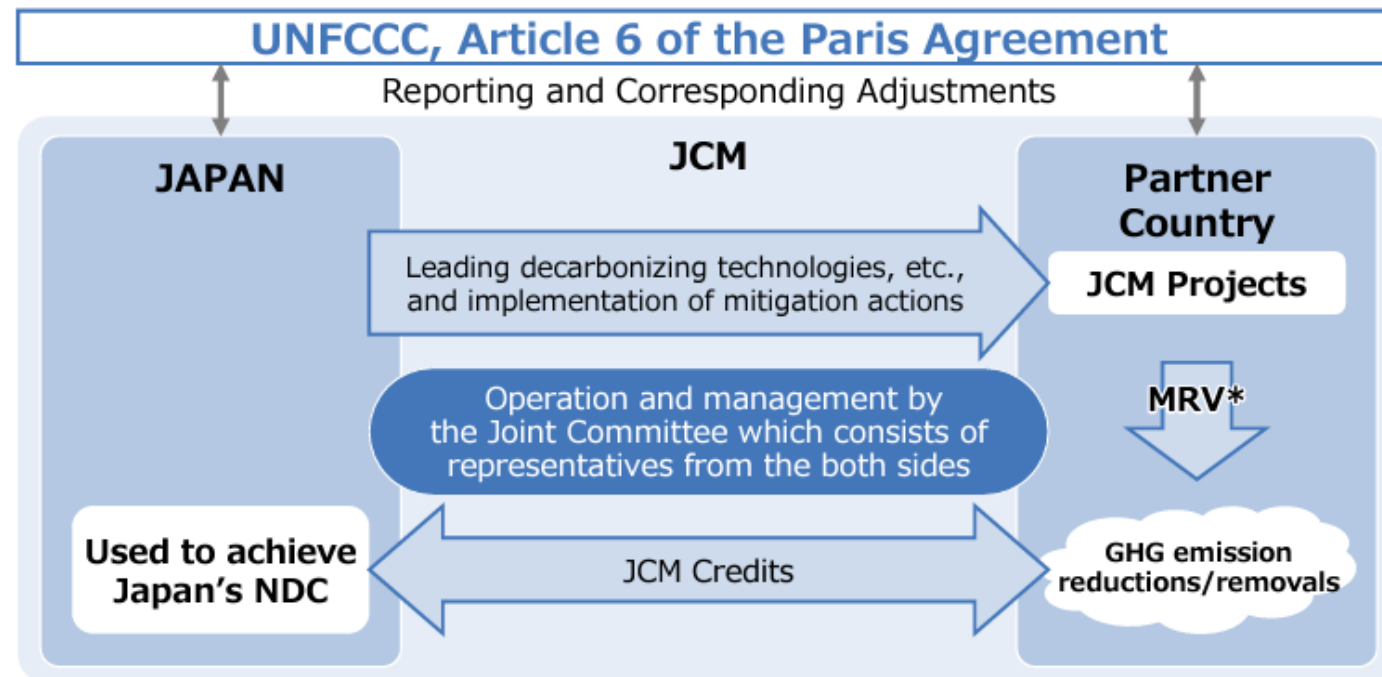 UNFCCC, Article 6 of the Paris Agreement
Reporting and Corresponding Adjustments
JCM
JAPAN
Partner
Country
Leading decarbonizing technologies, etc.,
and implementation of mitigation actions
JCM Projects
Operation and management by
the Joint Committee which consists of
representatives from the both sides
MRV*
Used to achieve
Japan’s NDC
JCM Credits
GHG emission
reductions/removals